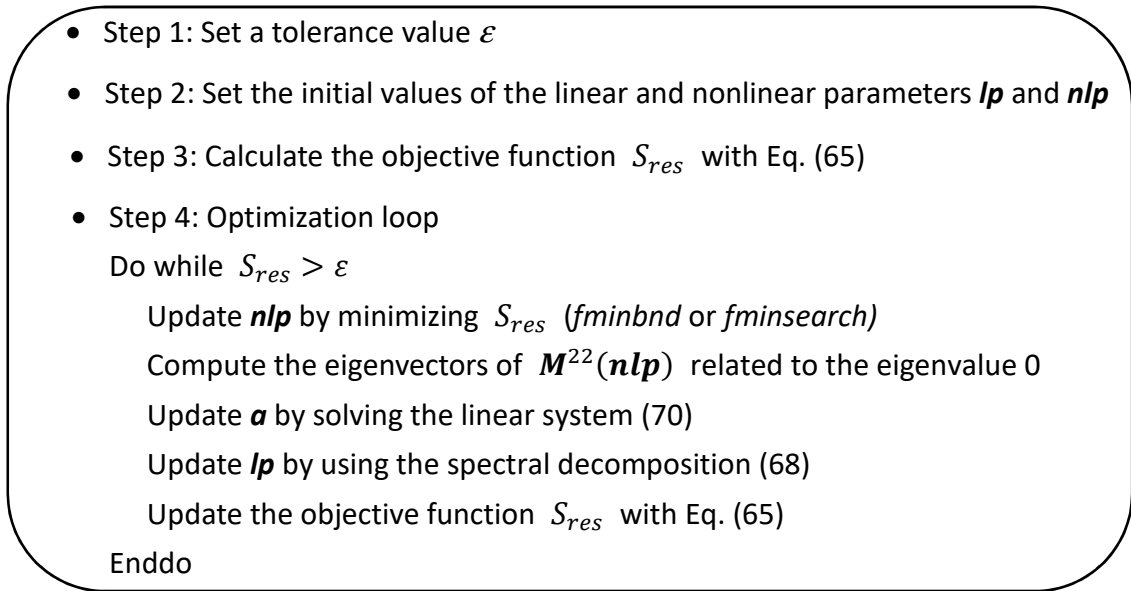 • Step 1: Set a tolerance value ε
• Step 2: Set the initial values of the linear and nonlinear parameters lp and nlp
• Step 3: Calculate the objective function S_res with Eq. (65)
• Step 4: Optimization loop
Do while S_res > ε
Update nlp by minimizing S_res (fminbnd or fminsearch)
Compute the eigenvectors of M^22(nlp) related to the eigenvalue 0
Update a by solving the linear system (70)
Update lp by using the spectral decomposition (68)
Update the objective function S_res with Eq. (65)
Enddo